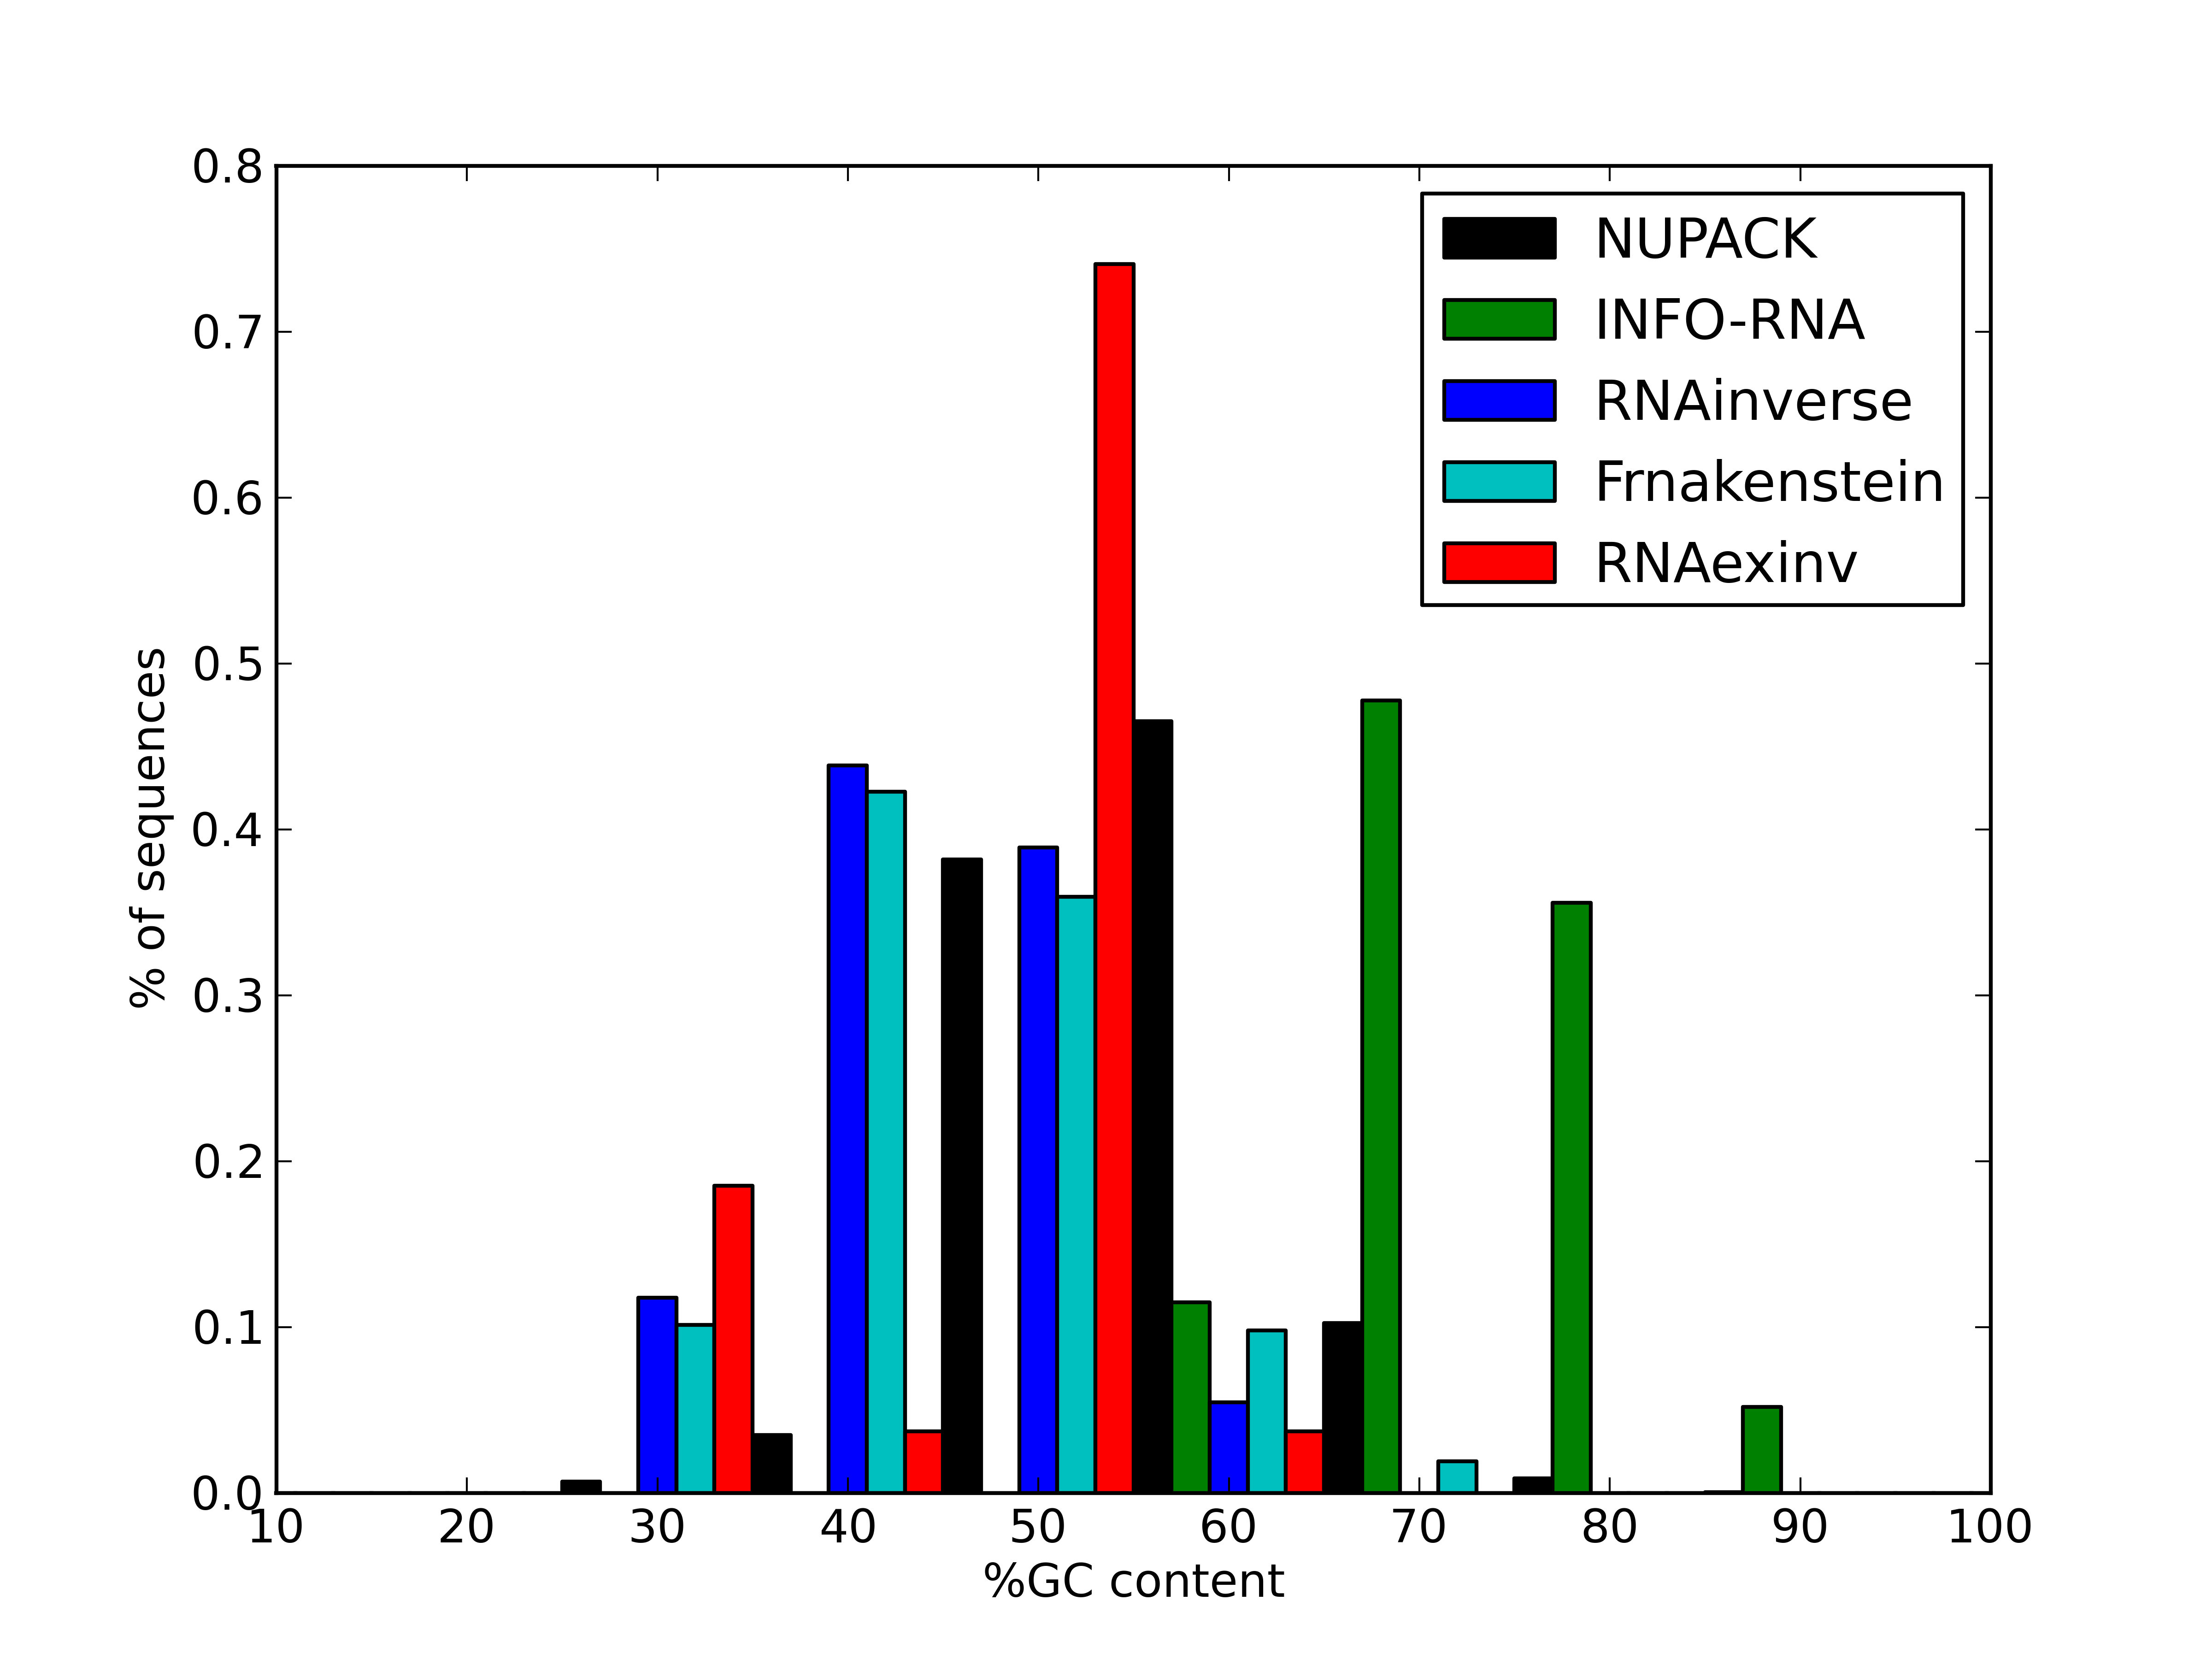 0.8
0.7
0.6
0.5
0.4
0.3
0.2
0.1
0.0
% of sequences
NUPACK
INFO-RNA
RNAinverse
Frnakenstein
RNAexinv
10 20 30 40 50 60 70 80 90 100
%GC content